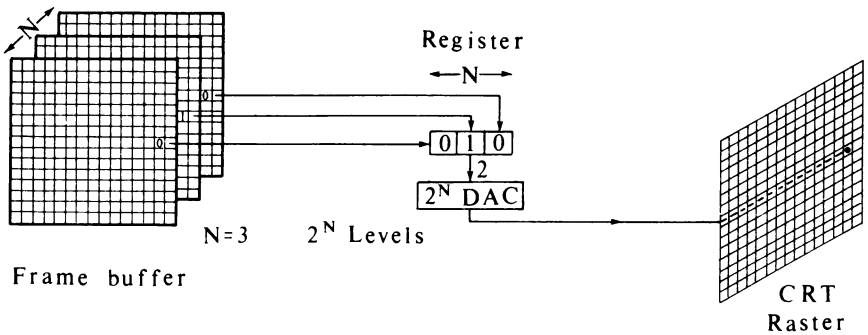 N
Register
N
0
1
0
0 1 0
2
2^N DAC
N=3 2^N Levels
Frame buffer
CRT
Raster